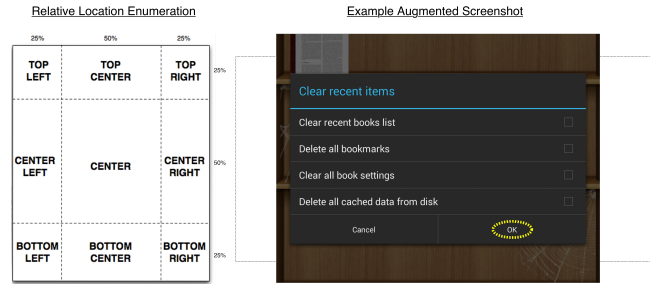 Relative Location Enumeration
25%
50%
25%
TOP
LEFT
TOP
CENTER
TOP
RIGHT
25%
CENTER
LEFT
CENTER
CENTER
RIGHT
50%
BOTTOM
LEFT
BOTTOM
CENTER
BOTTOM
RIGHT
25%
Example Augmented Screenshot
Clear recent items
Clear recent books list
Delete all bookmarks
Clear all book settings
Delete all cached data from disk
Cancel
OK